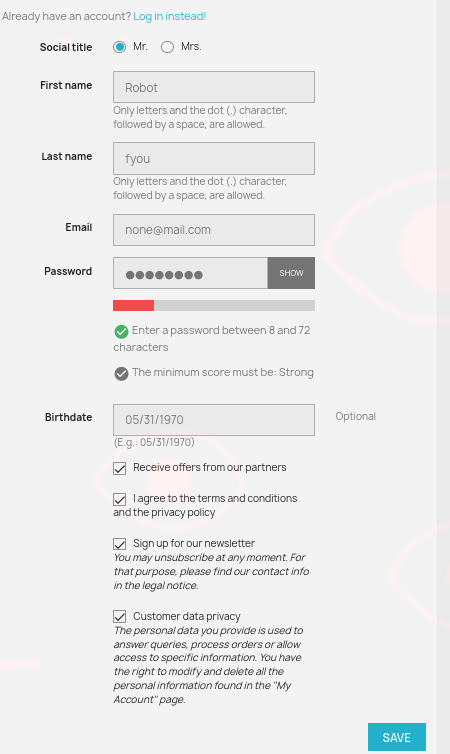 Already have an account? Log in instead!
Social title Mr. Mrs.
First name Robot
Only letters and the dot (.) character,
followed by a space, are allowed.
Last name fyou
Only letters and the dot (.) character,
followed by a space, are allowed.
Email none@mail.com
Password ●●●●●●●● SHOW
Enter a password between 8 and 72
characters
The minimum score must be: Strong
Birthdate 05/31/1970 Optional
(E.g.: 05/31/1970)
Receive offers from our partners
I agree to the terms and conditions
and the privacy policy
Sign up for our newsletter
You may unsubscribe at any moment. For
that purpose, please find our contact info
in the legal notice.
Customer data privacy
The personal data you provide is used to
answer queries, process orders or allow
access to specific information. You have
the right to modify and delete all the
personal information found in the "My
Account" page.
SAVE